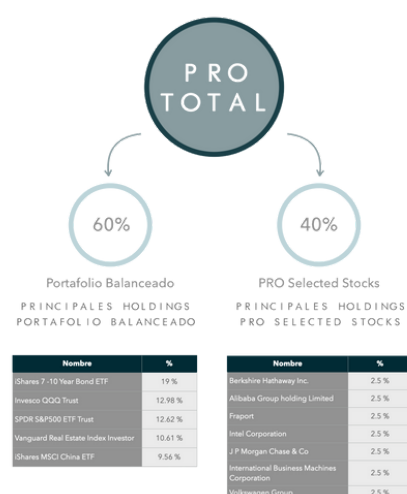 PRO
TOTAL
60%
40%
Portafolio Balanceado
PRO Selected Stocks
PRINCIPALES HOLDINGS
PORTAFOLIO BALANCEADO
PRINCIPALES HOLDINGS
PRO SELECTED STOCKS
Nombre %
iShares 7 -10 Year Bond ETF 19 %
Invesco QQQ Trust 12.98 %
SPDR S&P500 ETF Trust 12.62 %
Vanguard Real Estate Index Investor 10.61 %
iShares MSCI China ETF 9.56 %
Nombre %
Berkshire Hathaway Inc. 2.5 %
Alibaba Group holding Limited 2.5 %
Fraport 2.5 %
Intel Corporation 2.5 %
J P Morgan Chase & Co 2.5 %
International Business Machines
Corporation 2.5 %
Volkswagen Group 2.5 %